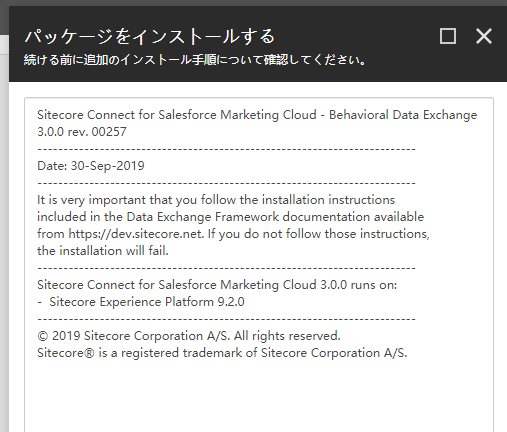 パッケージをインストールする
続ける前に追加のインストール手順について確認してください。
Sitecore Connect for Salesforce Marketing Cloud - Behavioral Data Exchange
3.0.0 rev. 00257
--------------------------------------------------------------------------------
Date: 30-Sep-2019
--------------------------------------------------------------------------------
It is very important that you follow the installation instructions
included in the Data Exchange Framework documentation available
from https://dev.sitecore.net. If you do not follow those instructions,
the installation will fail.
--------------------------------------------------------------------------------
Sitecore Connect for Salesforce Marketing Cloud 3.0.0 runs on:
- Sitecore Experience Platform 9.2.0
--------------------------------------------------------------------------------
© 2019 Sitecore Corporation A/S. All rights reserved.
Sitecore® is a registered trademark of Sitecore Corporation A/S.